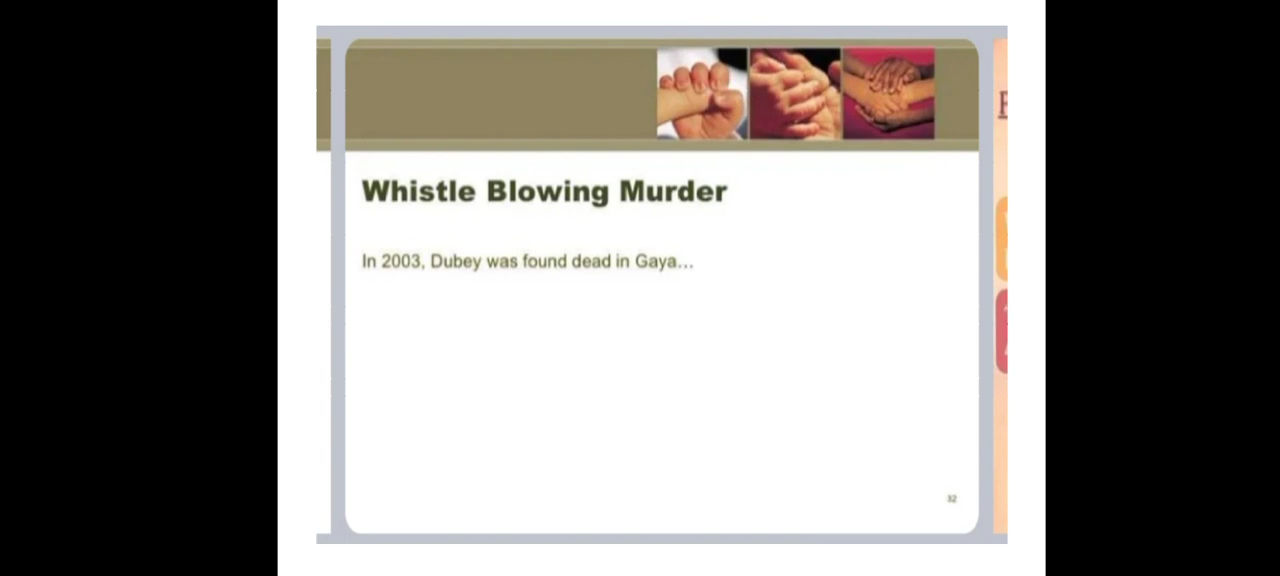 Whistle Blowing Murder
In 2003, Dubey was found dead in Gaya...
32